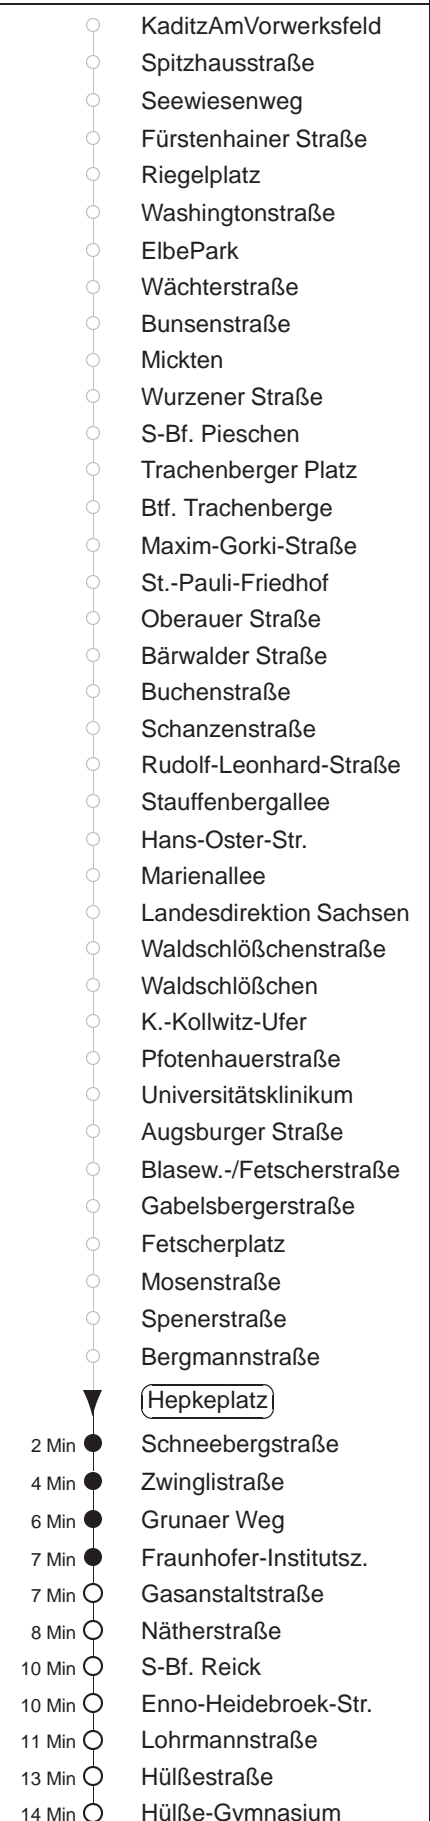 KaditzAmVorwerksfeld
Spitzhausstraße
Seewiesenweg
Fürstenhainer Straße
Riegelplatz
Washingtonstraße
ElbePark
Wächterstraße
Bunsenstraße
Mickten
Wurzener Straße
S-Bf. Pieschen
Trachenberger Platz
Btf. Trachenberge
Maxim-Gorki-Straße
St.-Pauli-Friedhof
Oberauer Straße
Bärwalder Straße
Buchenstraße
Schanzenstraße
Rudolf-Leonhard-Straße
Stauffenbergallee
Hans-Oster-Str.
Marienallee
Landesdirektion Sachsen
Waldschlößchenstraße
Waldschlößchen
K.-Kollwitz-Ufer
Pfotenhauerstraße
Universitätsklinikum
Augsburger Straße
Blasew.-/Fetscherstraße
Gabelsbergerstraße
Fetscherplatz
Mosenstraße
Spenerstraße
Bergmannstraße
Hepkeplatz
2 Min Schneebergstraße
4 Min Zwinglistraße
6 Min Grunaer Weg
7 Min Fraunhofer-Institutsz.
7 Min Gasanstaltstraße
8 Min Nätherstraße
10 Min S-Bf. Reick
10 Min Enno-Heidebroek-Str.
11 Min Lohrmannstraße
13 Min Hülßestraße
14 Min Hülße-Gymnasium